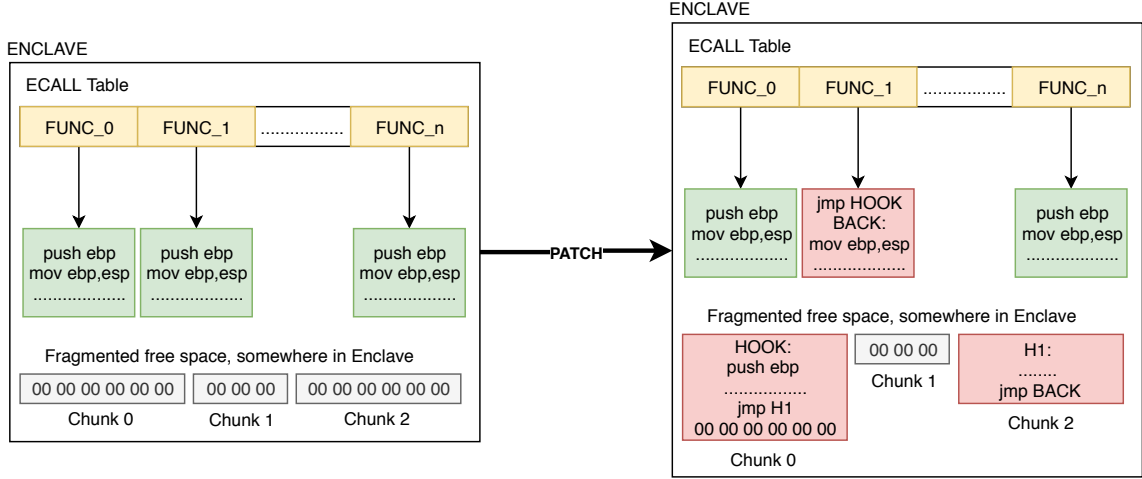 ENCLAVE
ECALL Table
FUNC_0 FUNC_1 ................. FUNC_n
push ebp
mov ebp,esp
...................
push ebp
mov ebp,esp
...................
push ebp
mov ebp,esp
...................
Fragmented free space, somewhere in Enclave
00 00 00 00 00 00 00 00 00 00 00 00 00 00 00 00
Chunk 0 Chunk 1 Chunk 2
PATCH
ENCLAVE
ECALL Table
FUNC_0 FUNC_1 ................. FUNC_n
push ebp
mov ebp,esp
...................
jmp HOOK
BACK:
mov ebp,esp
...................
push ebp
mov ebp,esp
...................
Fragmented free space, somewhere in Enclave
HOOK:
push ebp
.................
jmp H1
00 00 00 00 00 00
Chunk 0
00 00 00
Chunk 1
H1:
........
jmp BACK
Chunk 2